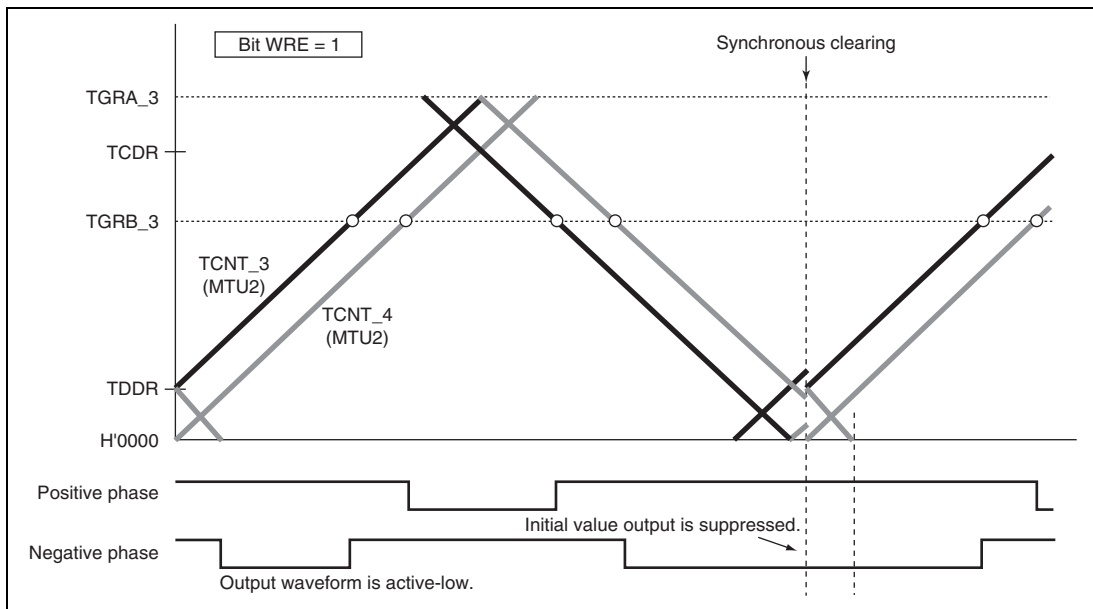 Bit WRE = 1
Synchronous clearing
TGRA_3
TCDR
TGRB_3
TCNT_3
(MTU2)
TCNT_4
(MTU2)
TDDR
H'0000
Positive phase
Initial value output is suppressed.
Negative phase
Output waveform is active-low.